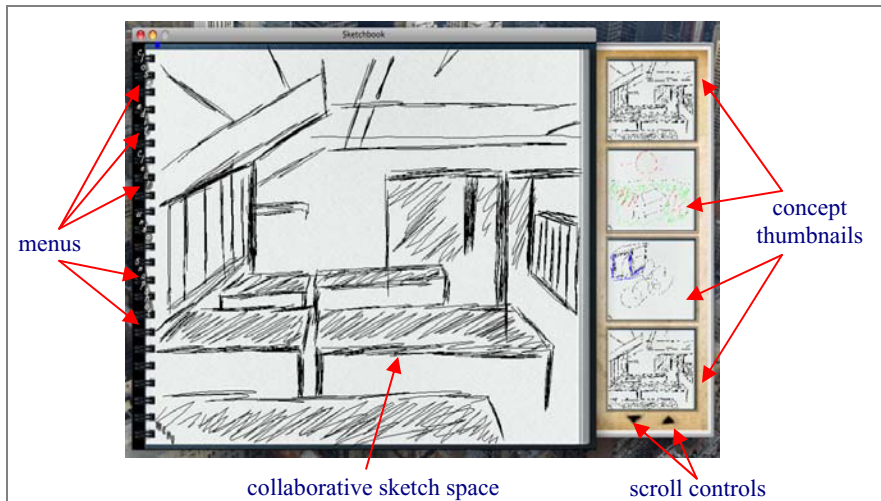 Sketchbook
menus
concept
thumbnails
collaborative sketch space
scroll controls